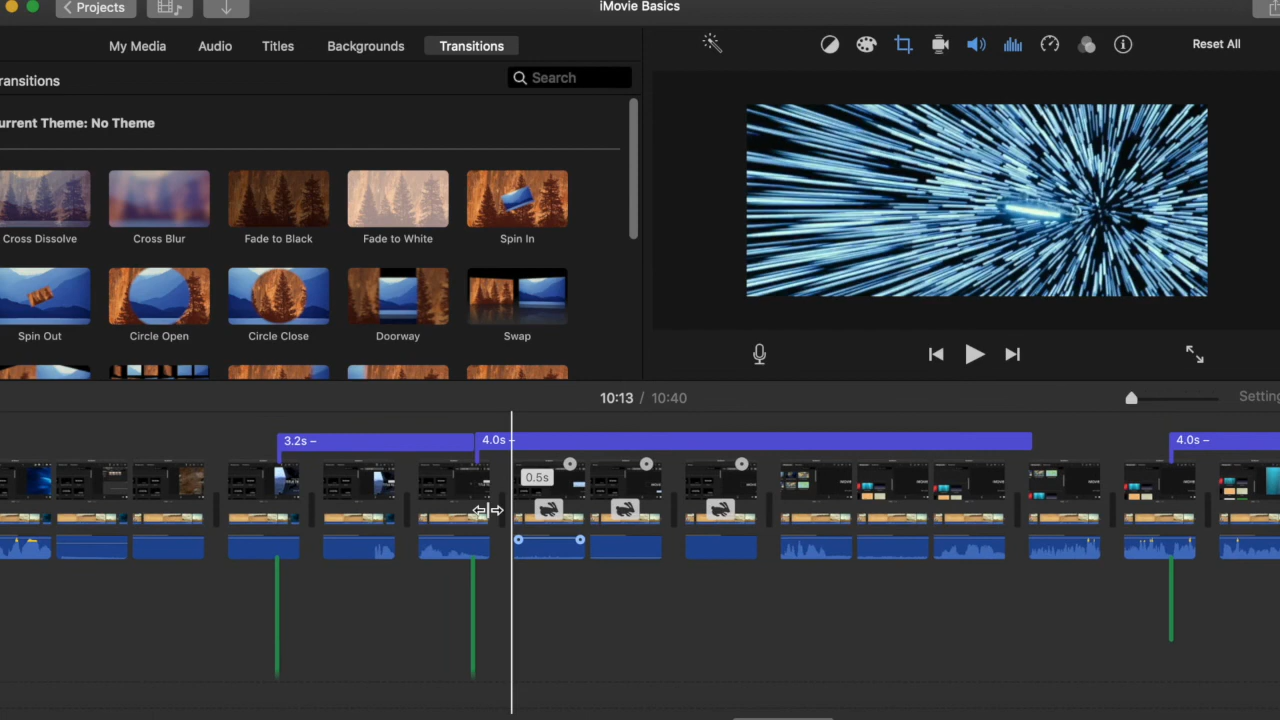 Projects
iMovie Basics
My Media
Audio
Titles
Backgrounds
Transitions
Reset All
ransitions
Search
urrent Theme: No Theme
Cross Dissolve
Cross Blur
Fade to Black
Fade to White
Spin In
Spin Out
Circle Open
Circle Close
Doorway
Swap
10:13 / 10:40
Setting
3.2s –
4.0s –
4.0s –
0.5s